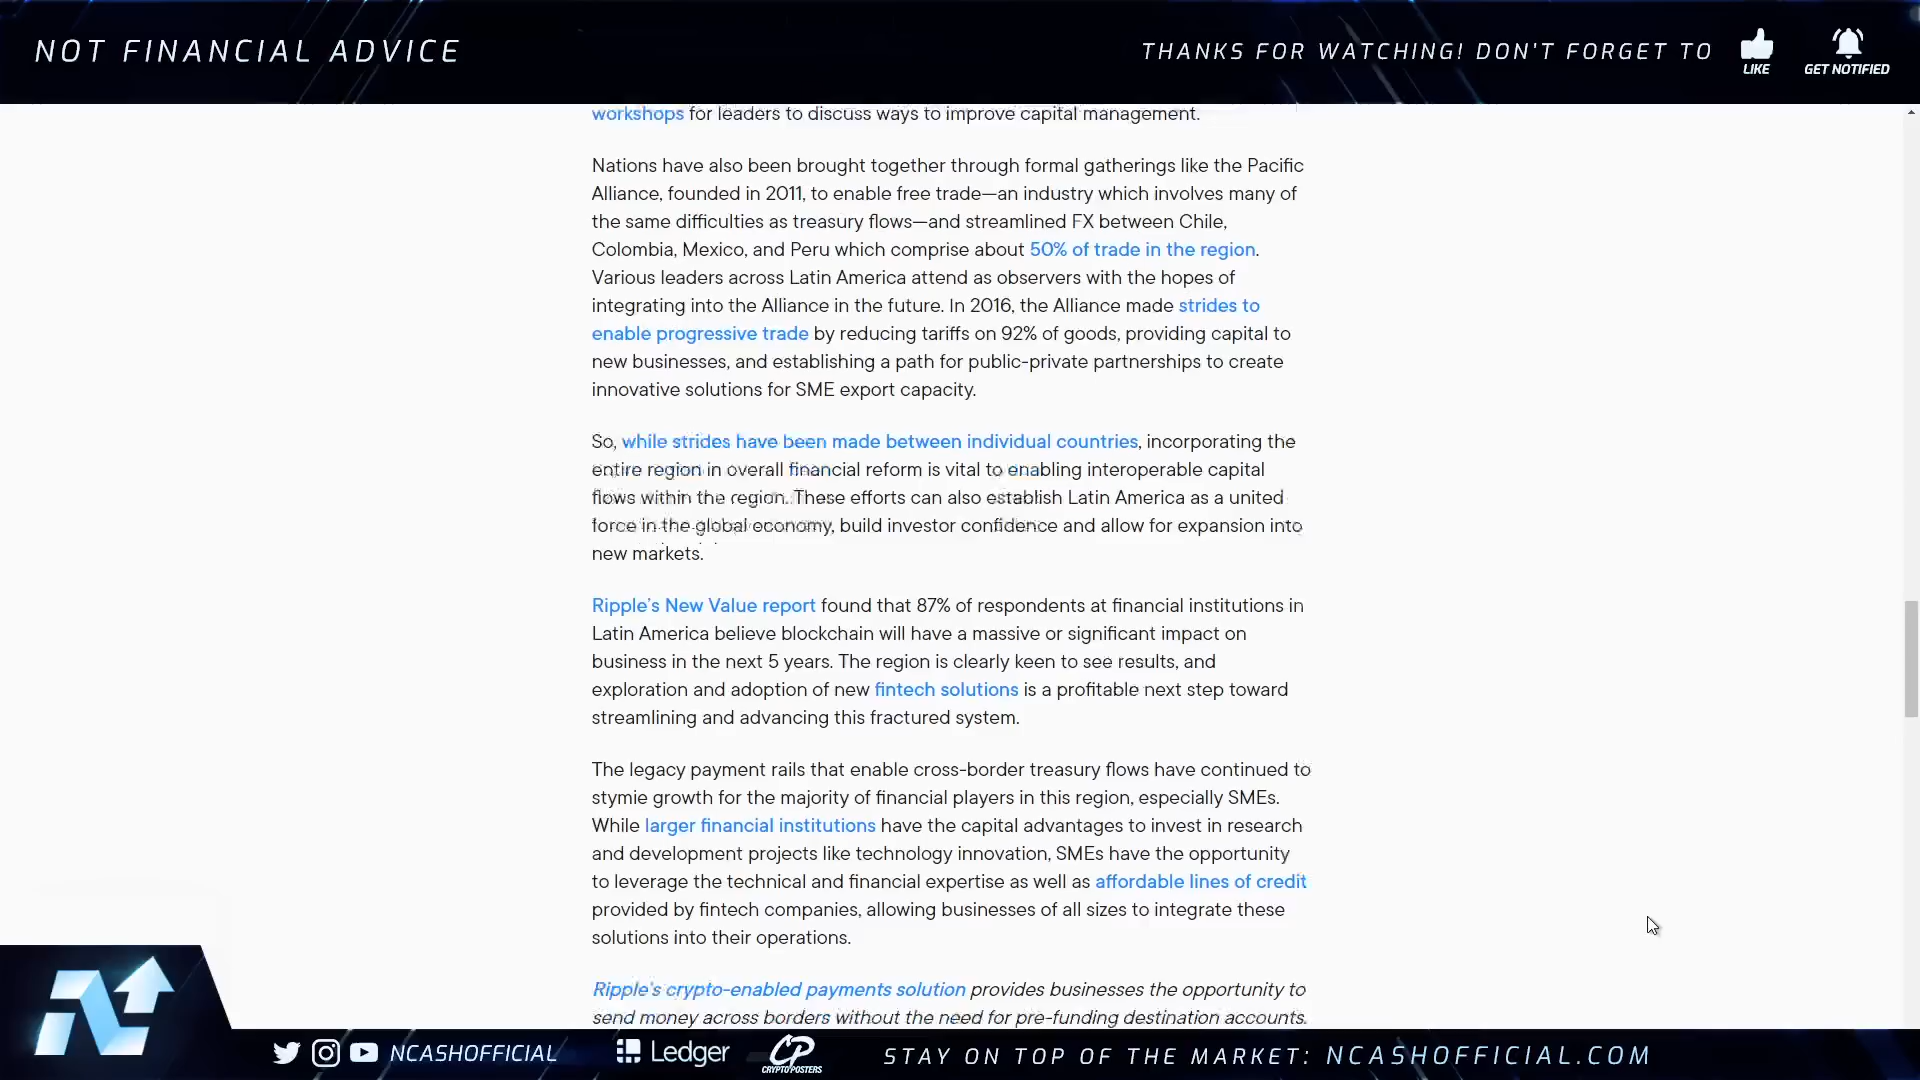 NOT FINANCIAL ADVICE
THANKS FOR WATCHING! DON'T FORGET TO
LIKE
GET NOTIFIED
workshops for leaders to discuss ways to improve capital management.
Nations have also been brought together through formal gatherings like the Pacific
Alliance, founded in 2011, to enable free trade—an industry which involves many of
the same difficulties as treasury flows—and streamlined FX between Chile,
Colombia, Mexico, and Peru which comprise about 50% of trade in the region.
Various leaders across Latin America attend as observers with the hopes of
integrating into the Alliance in the future. In 2016, the Alliance made strides to
enable progressive trade by reducing tariffs on 92% of goods, providing capital to
new businesses, and establishing a path for public-private partnerships to create
innovative solutions for SME export capacity.
So, while strides have been made between individual countries, incorporating the
entire region in overall financial reform is vital to enabling interoperable capital
flows within the region. These efforts can also establish Latin America as a united
force in the global economy, build investor confidence and allow for expansion into
new markets.
Ripple's New Value report found that 87% of respondents at financial institutions in
Latin America believe blockchain will have a massive or significant impact on
business in the next 5 years. The region is clearly keen to see results, and
exploration and adoption of new fintech solutions is a profitable next step toward
streamlining and advancing this fractured system.
The legacy payment rails that enable cross-border treasury flows have continued to
stymie growth for the majority of financial players in this region, especially SMEs.
While larger financial institutions have the capital advantages to invest in research
and development projects like technology innovation, SMEs have the opportunity
to leverage the technical and financial expertise as well as affordable lines of credit
provided by fintech companies, allowing businesses of all sizes to integrate these
solutions into their operations.
Ripple's crypto-enabled payments solution provides businesses the opportunity to
send money across borders without the need for pre-funding destination accounts.
NCASHOFFICIAL
Ledger
CP
CRYPTO POSTERS
STAY ON TOP OF THE MARKET: NCASHOFFICIAL.COM